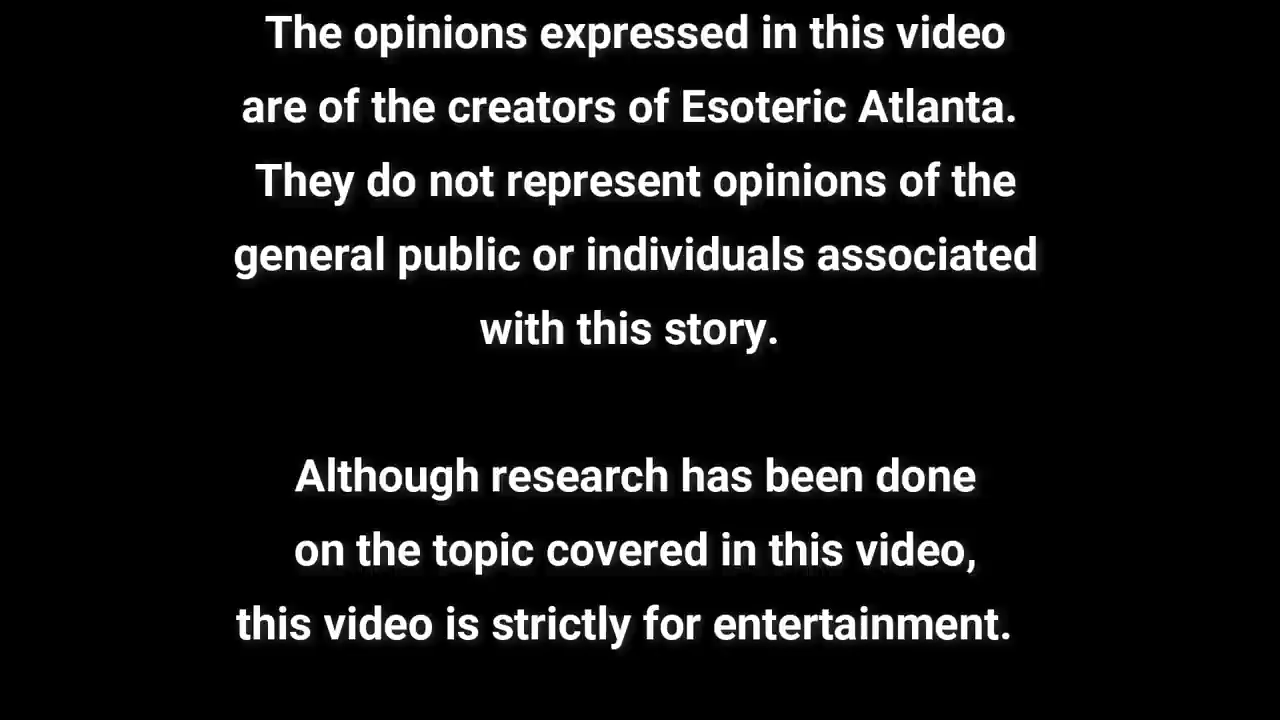 The opinions expressed in this video
are of the creators of Esoteric Atlanta.
They do not represent opinions of the
general public or individuals associated
with this story.
Although research has been done
on the topic covered in this video,
this video is strictly for entertainment.